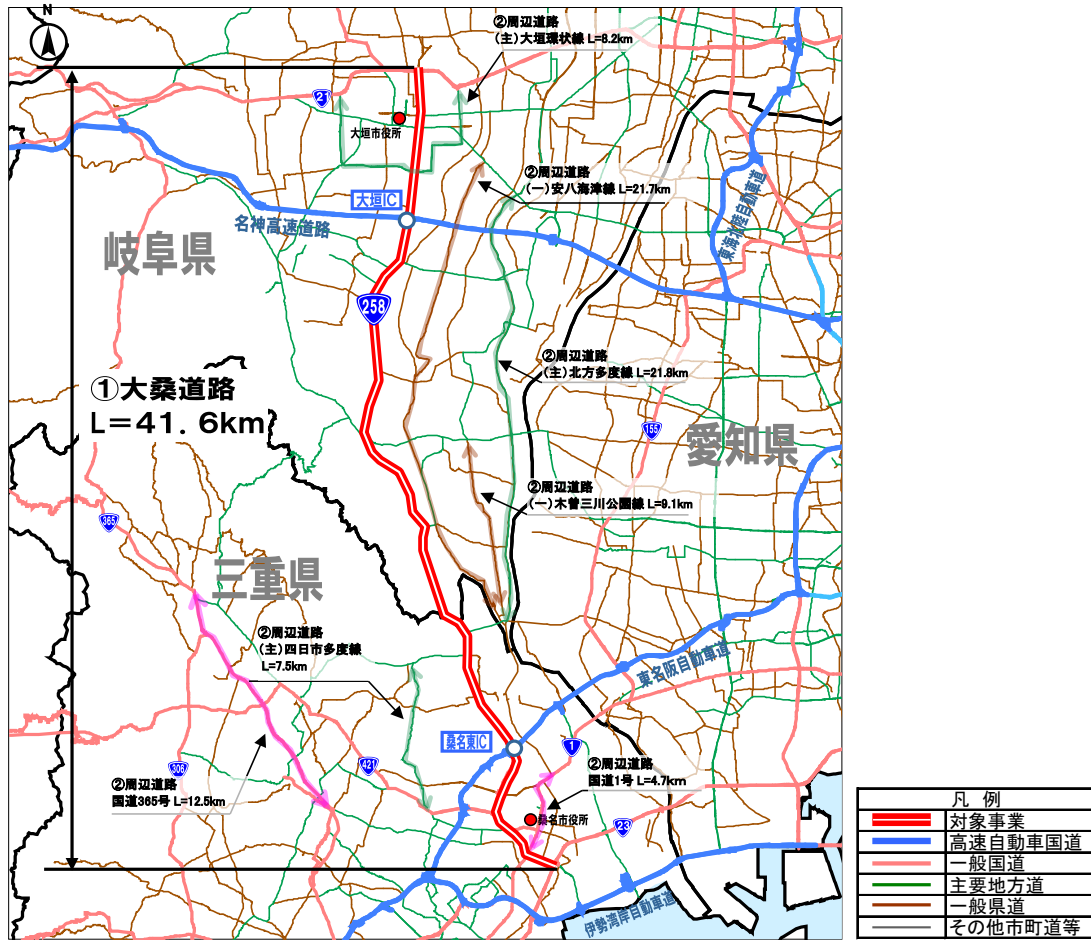 N
②周辺道路
(主)大垣環状線 L=8.2km
21
大垣市役所
②周辺道路
(一)安八海津線 L=21.7km
大垣IC
名神高速道路
東海北陸自動車道
岐阜県
258
②周辺道路
(主)北方多度線 L=21.8km
①大桑道路
L=41.6km
155
愛知県
②周辺道路
(一)木曽三川公園線 L=9.1km
365
三重県
②周辺道路
(主)四日市多度線
L=7.5km
東名阪自動車道
桑名東IC
1
②周辺道路
国道1号 L=4.7km
306
421
②周辺道路
国道365号 L=12.5km
桑名市役所
23
伊勢湾岸自動車道
凡 例
対象事業
高速自動車国道
一般国道
主要地方道
一般県道
その他市町道等